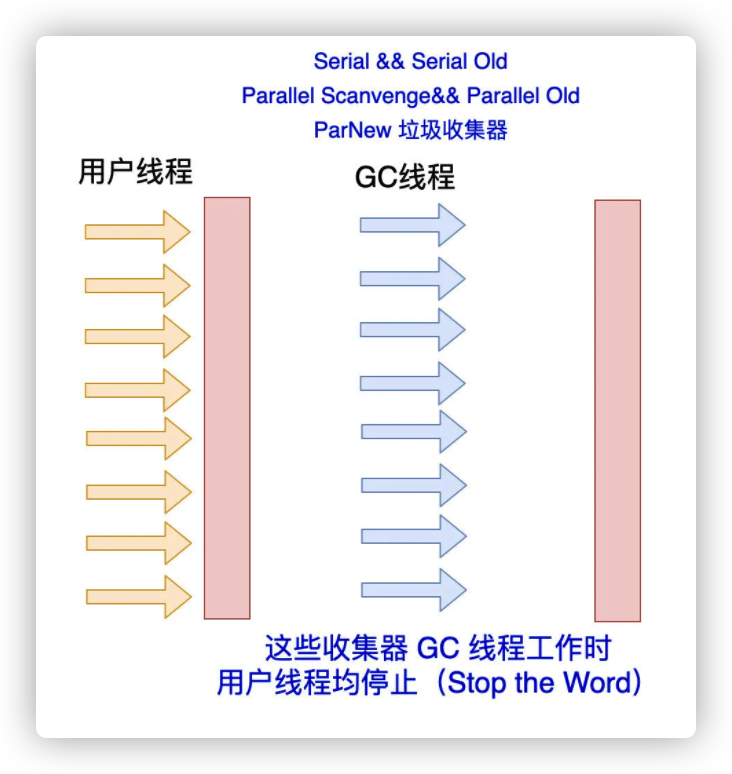 Serial && Serial Old
Parallel Scanvenge&& Parallel Old
ParNew 垃圾收集器
用户线程
GC线程
这些收集器 GC 线程工作时
用户线程均停止（Stop the Word）